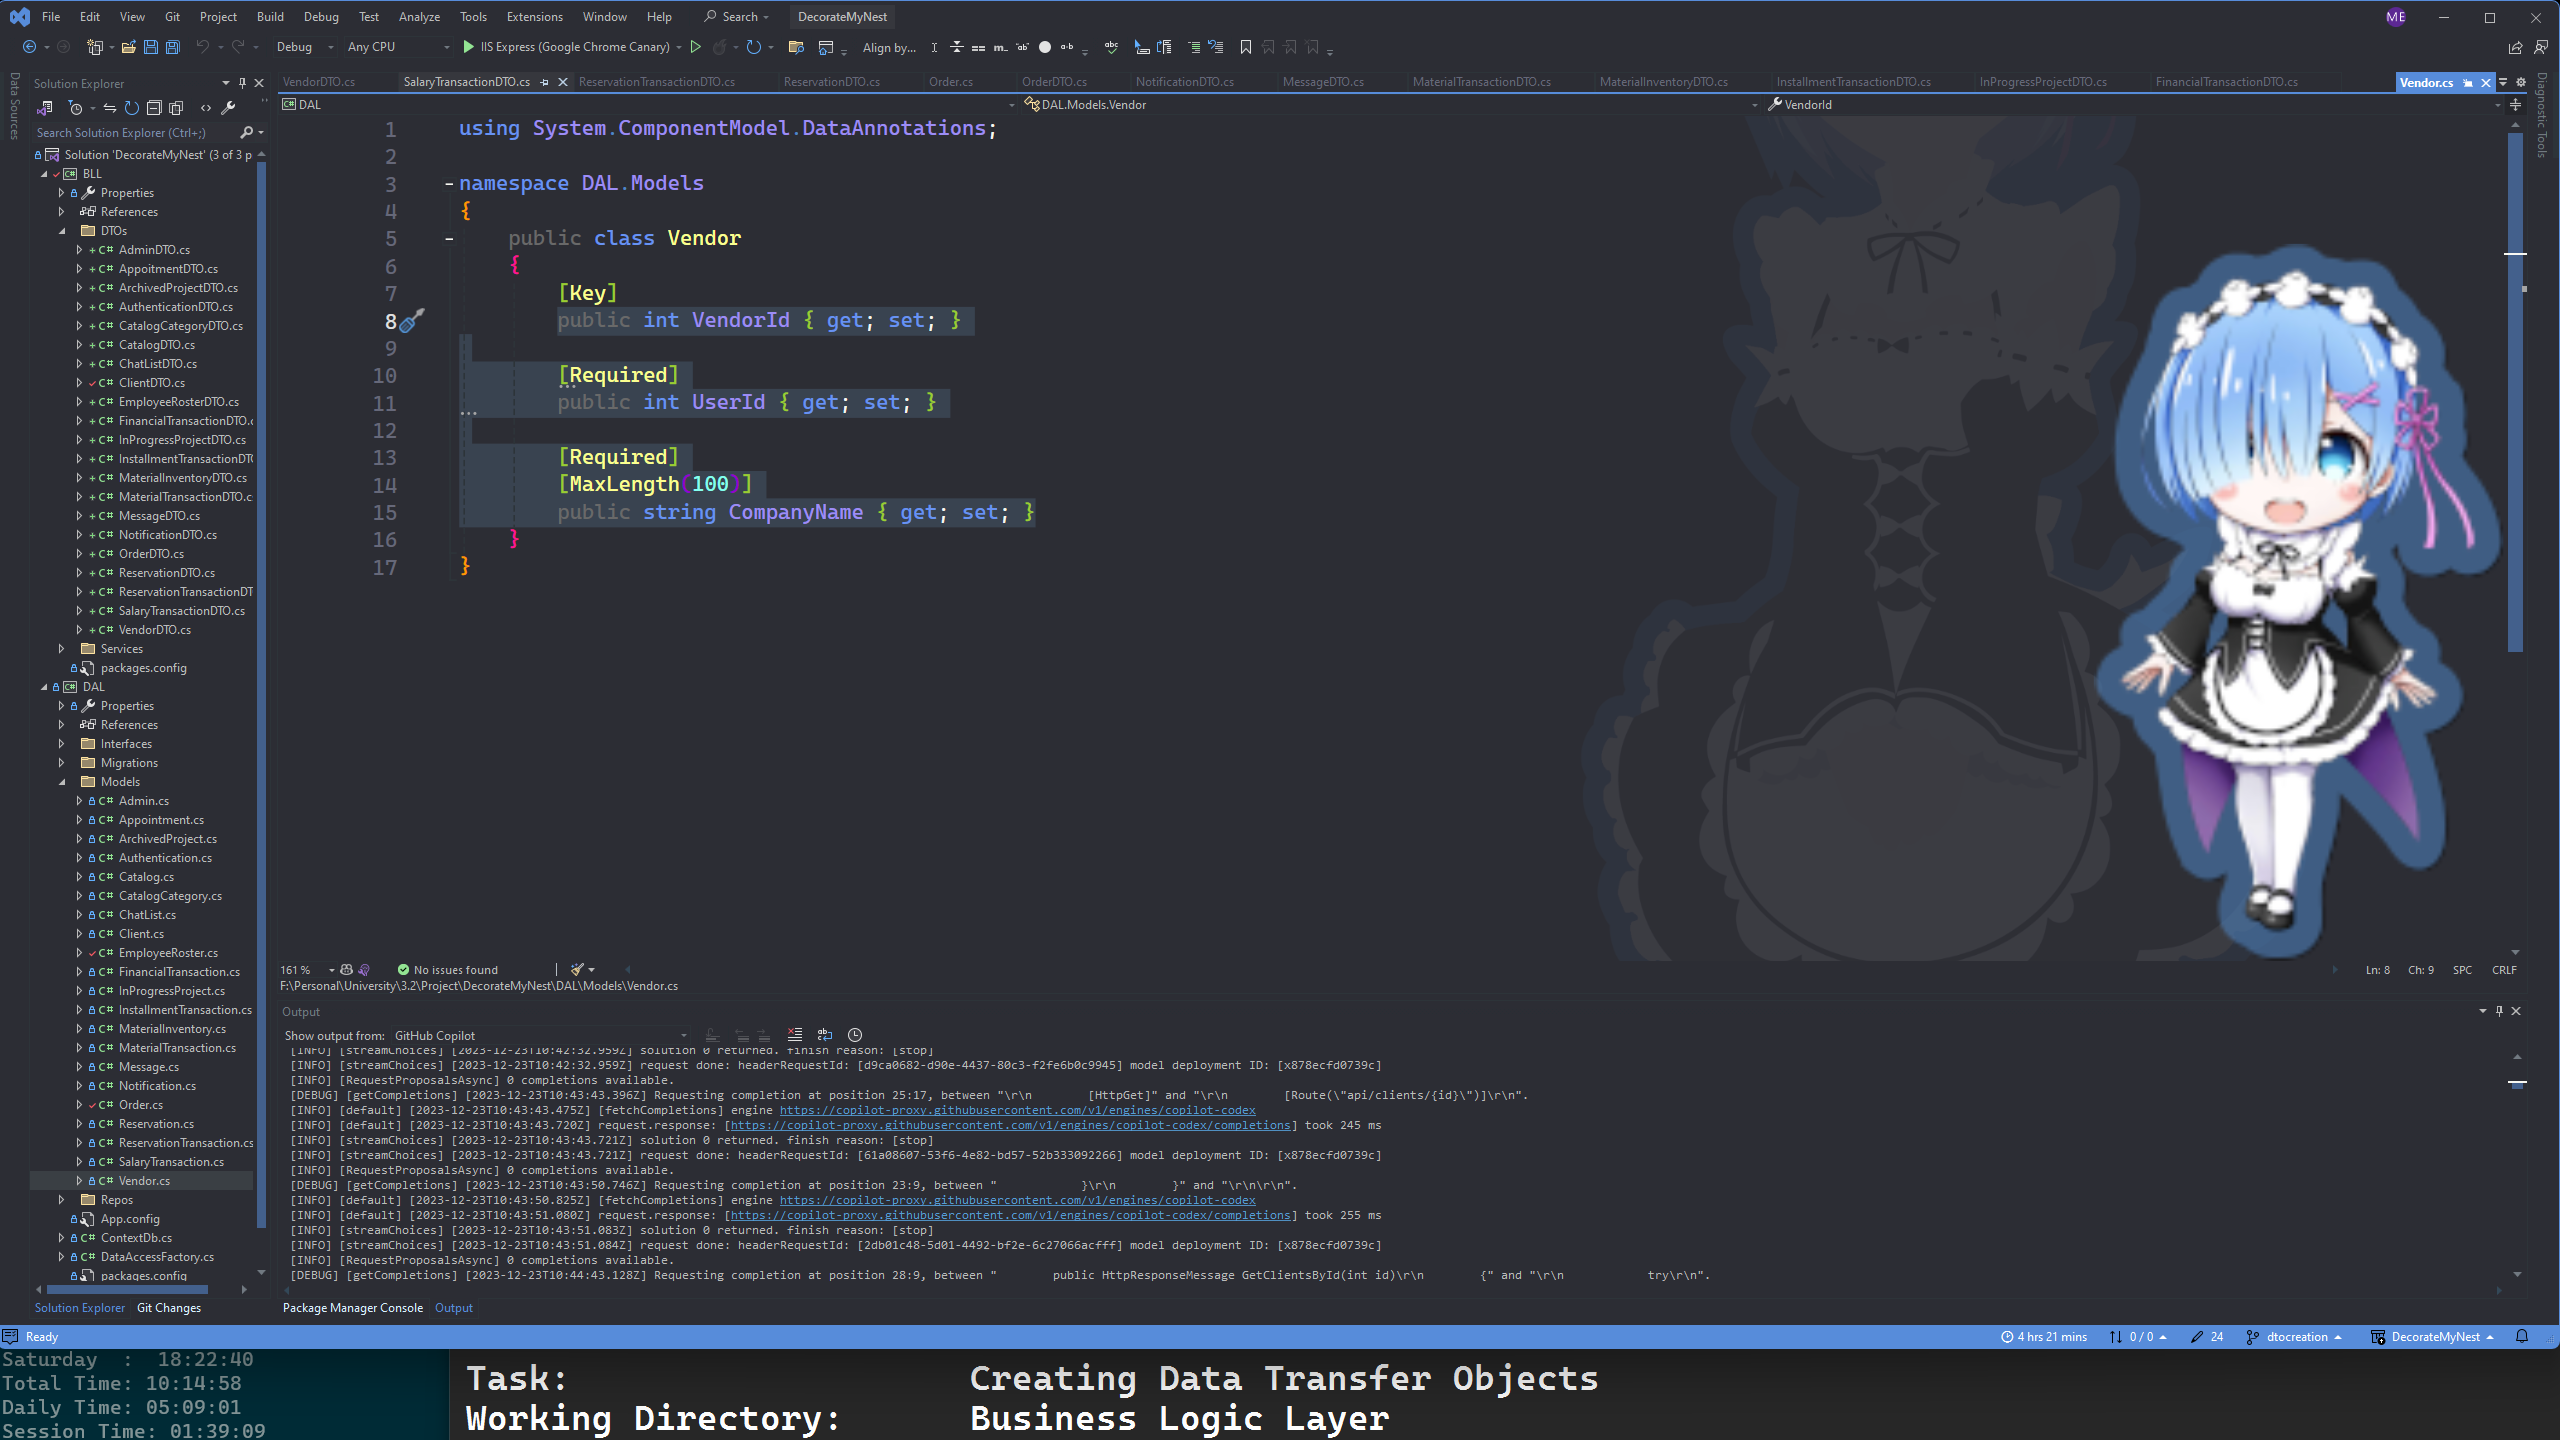 File Edit View Git Project Build Debug Test Analyze Tools Extensions Window Help Search DecorateMyNest ME
Debug Any CPU IIS Express (Google Chrome Canary) Align by...
Data Sources
Solution Explorer
Search Solution Explorer (Ctrl+;)
Solution 'DecorateMyNest' (3 of 3 p
BLL
Properties
References
DTOs
AdminDTO.cs
AppoitmentDTO.cs
ArchivedProjectDTO.cs
AuthenticationDTO.cs
CatalogCategoryDTO.cs
CatalogDTO.cs
ChatListDTO.cs
ClientDTO.cs
EmployeeRosterDTO.cs
FinancialTransactionDTO.c
InProgressProjectDTO.cs
InstallmentTransactionDT
MaterialInventoryDTO.cs
MaterialTransactionDTO.c
MessageDTO.cs
NotificationDTO.cs
OrderDTO.cs
ReservationDTO.cs
ReservationTransactionDT
SalaryTransactionDTO.cs
VendorDTO.cs
Services
packages.config
DAL
Properties
References
Interfaces
Migrations
Models
Admin.cs
Appointment.cs
ArchivedProject.cs
Authentication.cs
Catalog.cs
CatalogCategory.cs
ChatList.cs
Client.cs
EmployeeRoster.cs
FinancialTransaction.cs
InProgressProject.cs
InstallmentTransaction.cs
MaterialInventory.cs
MaterialTransaction.cs
Message.cs
Notification.cs
Order.cs
Reservation.cs
ReservationTransaction.cs
SalaryTransaction.cs
Vendor.cs
Repos
App.config
ContextDb.cs
DataAccessFactory.cs
packages.config
Solution Explorer Git Changes
VendorDTO.cs SalaryTransactionDTO.cs ReservationTransactionDTO.cs ReservationDTO.cs Order.cs OrderDTO.cs NotificationDTO.cs MessageDTO.cs MaterialTransactionDTO.cs MaterialInventoryDTO.cs InstallmentTransactionDTO.cs InProgressProjectDTO.cs FinancialTransactionDTO.cs Vendor.cs
Diagnostic Tools
DAL DAL.Models.Vendor VendorId
1 using System.ComponentModel.DataAnnotations;
2
3 namespace DAL.Models
4 {
5 public class Vendor
6 {
7 [Key]
8 public int VendorId { get; set; }
9
10 [Required]
11 public int UserId { get; set; }
12
13 [Required]
14 [MaxLength(100)]
15 public string CompanyName { get; set; }
16 }
17 }
161 % No issues found Ln: 8 Ch: 9 SPC CRLF
F:\Personal\University\3.2\Project\DecorateMyNest\DAL\Models\Vendor.cs
Output
Show output from: GitHub Copilot
[INFO] [streamChoices] [2023-12-23T10:42:32.959Z] solution 0 returned. finish reason: [stop]
[INFO] [streamChoices] [2023-12-23T10:42:32.959Z] request done: headerRequestId: [d9ca0682-d90e-4437-80c3-f2fe6b0c9945] model deployment ID: [x878ecfd0739c]
[INFO] [RequestProposalsAsync] 0 completions available.
[DEBUG] [getCompletions] [2023-12-23T10:43:43.396Z] Requesting completion at position 25:17, between "\r\n [HttpGet]" and "\r\n [Route(\"api/clients/{id}\")]\r\n".
[INFO] [default] [2023-12-23T10:43:43.475Z] [fetchCompletions] engine https://copilot-proxy.githubusercontent.com/v1/engines/copilot-codex
[INFO] [default] [2023-12-23T10:43:43.720Z] request.response: [https://copilot-proxy.githubusercontent.com/v1/engines/copilot-codex/completions] took 245 ms
[INFO] [streamChoices] [2023-12-23T10:43:43.721Z] solution 0 returned. finish reason: [stop]
[INFO] [streamChoices] [2023-12-23T10:43:43.721Z] request done: headerRequestId: [61a08607-53f6-4e82-bd57-52b333092266] model deployment ID: [x878ecfd0739c]
[INFO] [RequestProposalsAsync] 0 completions available.
[DEBUG] [getCompletions] [2023-12-23T10:43:50.746Z] Requesting completion at position 23:9, between " }\r\n }" and "\r\n\r\n".
[INFO] [default] [2023-12-23T10:43:50.825Z] [fetchCompletions] engine https://copilot-proxy.githubusercontent.com/v1/engines/copilot-codex
[INFO] [default] [2023-12-23T10:43:51.080Z] request.response: [https://copilot-proxy.githubusercontent.com/v1/engines/copilot-codex/completions] took 255 ms
[INFO] [streamChoices] [2023-12-23T10:43:51.083Z] solution 0 returned. finish reason: [stop]
[INFO] [streamChoices] [2023-12-23T10:43:51.084Z] request done: headerRequestId: [2db01c48-5d01-4492-bf2e-6c27066acfff] model deployment ID: [x878ecfd0739c]
[INFO] [RequestProposalsAsync] 0 completions available.
[DEBUG] [getCompletions] [2023-12-23T10:44:43.128Z] Requesting completion at position 28:9, between " public HttpResponseMessage GetClientsById(int id)\r\n {" and "\r\n try\r\n".
Package Manager Console Output
Ready 4 hrs 21 mins 0 / 0 24 dtocreation DecorateMyNest
Saturday : 18:22:40
Total Time: 10:14:58
Daily Time: 05:09:01
Session Time: 01:39:09
Task: Creating Data Transfer Objects
Working Directory: Business Logic Layer